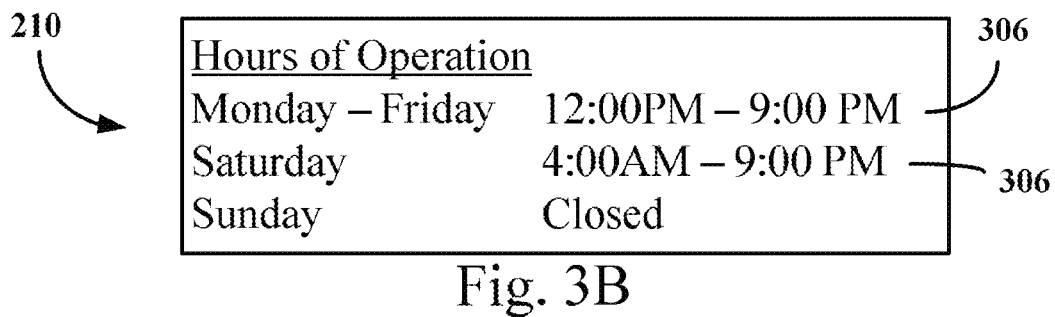 210
306
Hours of Operation
Monday – Friday 12:00PM – 9:00 PM
Saturday 4:00AM – 9:00 PM
306
Sunday Closed
Fig. 3B